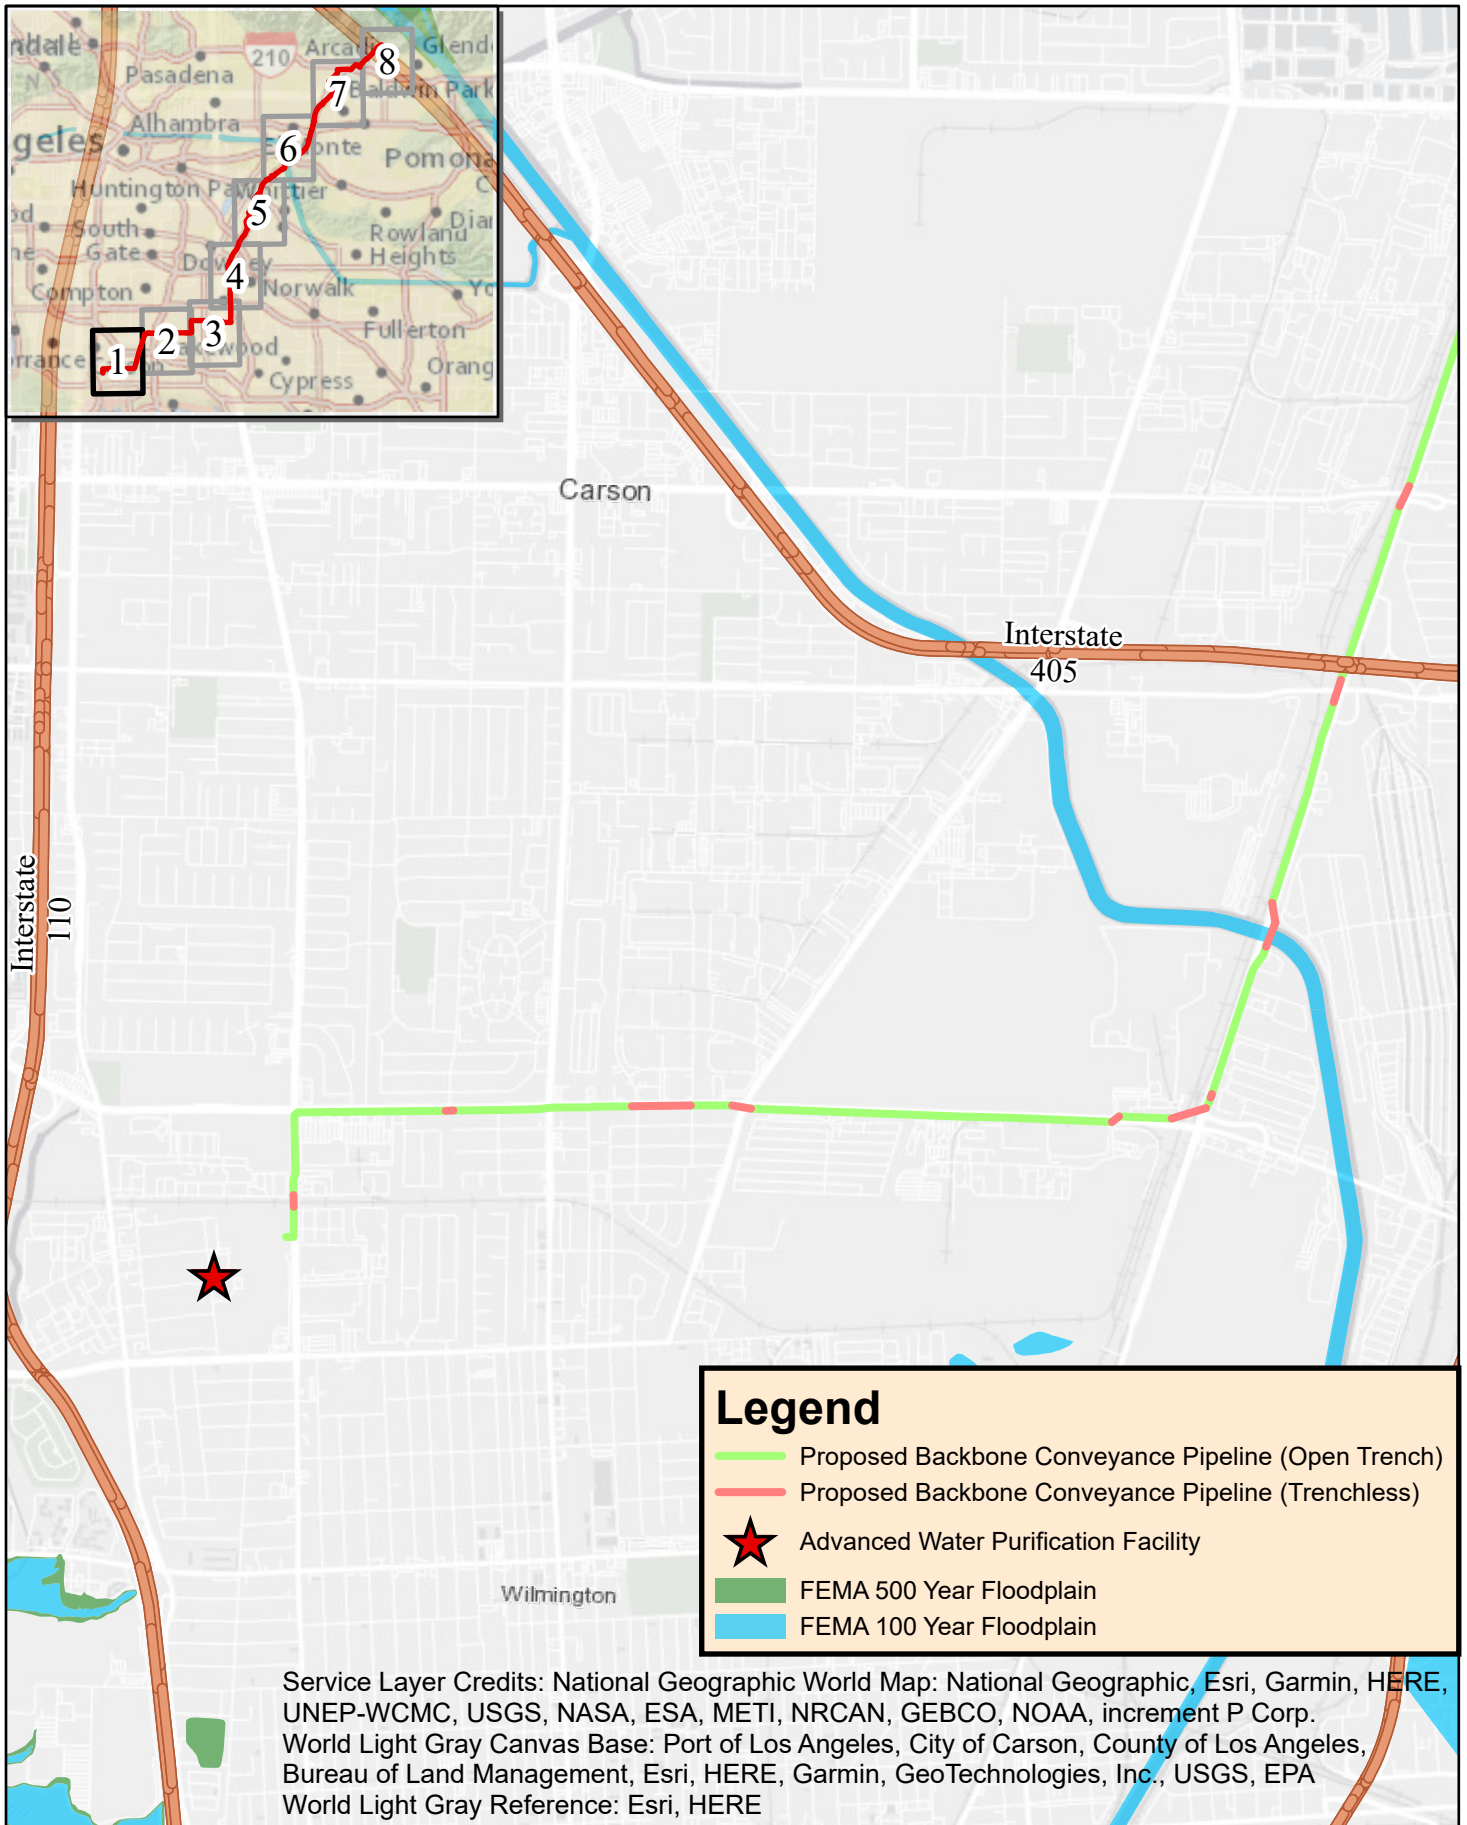 210
Pasadena
Alhambra
geles
Pomona
South
Gate
Compton
Rowland
Heights
Norwalk
Fullerton
Cypress
Orang
8
7
6
5
4
3
2
1
Carson
Interstate
405
Interstate
110
Wilmington
Legend
Proposed Backbone Conveyance Pipeline (Open Trench)
Proposed Backbone Conveyance Pipeline (Trenchless)
Advanced Water Purification Facility
FEMA 500 Year Floodplain
FEMA 100 Year Floodplain
Service Layer Credits: National Geographic World Map: National Geographic, Esri, Garmin, HERE,
UNEP-WCMC, USGS, NASA, ESA, METI, NRCAN, GEBCO, NOAA, increment P Corp.
World Light Gray Canvas Base: Port of Los Angeles, City of Carson, County of Los Angeles,
Bureau of Land Management, Esri, HERE, Garmin, GeoTechnologies, Inc., USGS, EPA
World Light Gray Reference: Esri, HERE